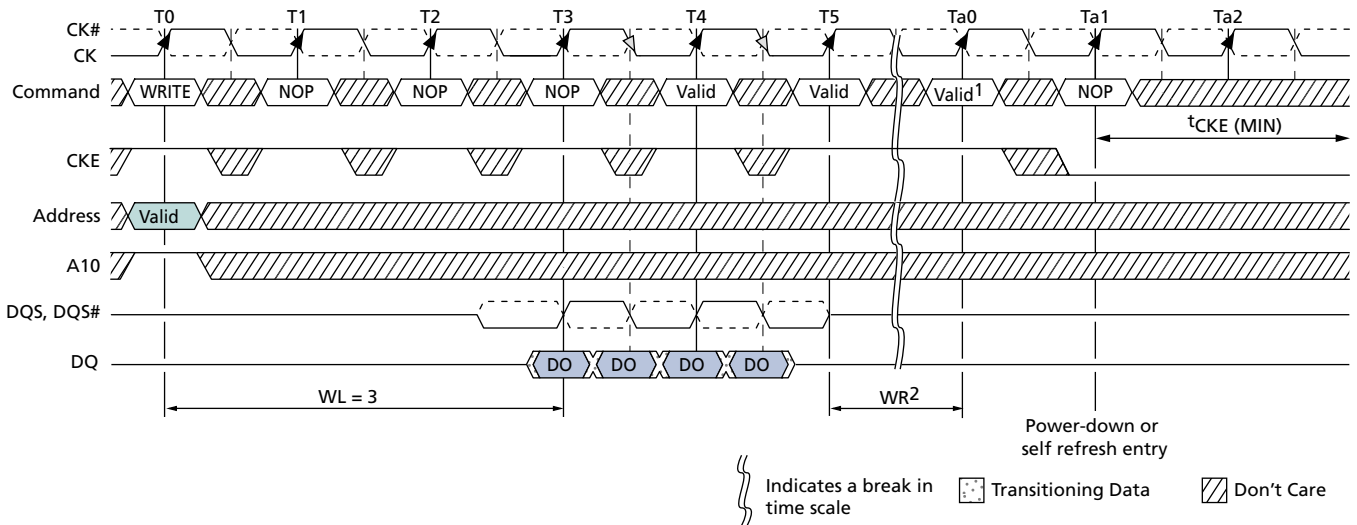 T0 T1 T2 T3 T4 T5 Ta0 Ta1 Ta2
CK#
CK
Command WRITE NOP NOP NOP Valid Valid Valid1 NOP
tCKE (MIN)
CKE
Address Valid
A10
DQS, DQS#
DQ DO DO DO DO
WL = 3 WR2
Power-down or
self refresh entry
Indicates a break in
time scale
Transitioning Data
Don't Care